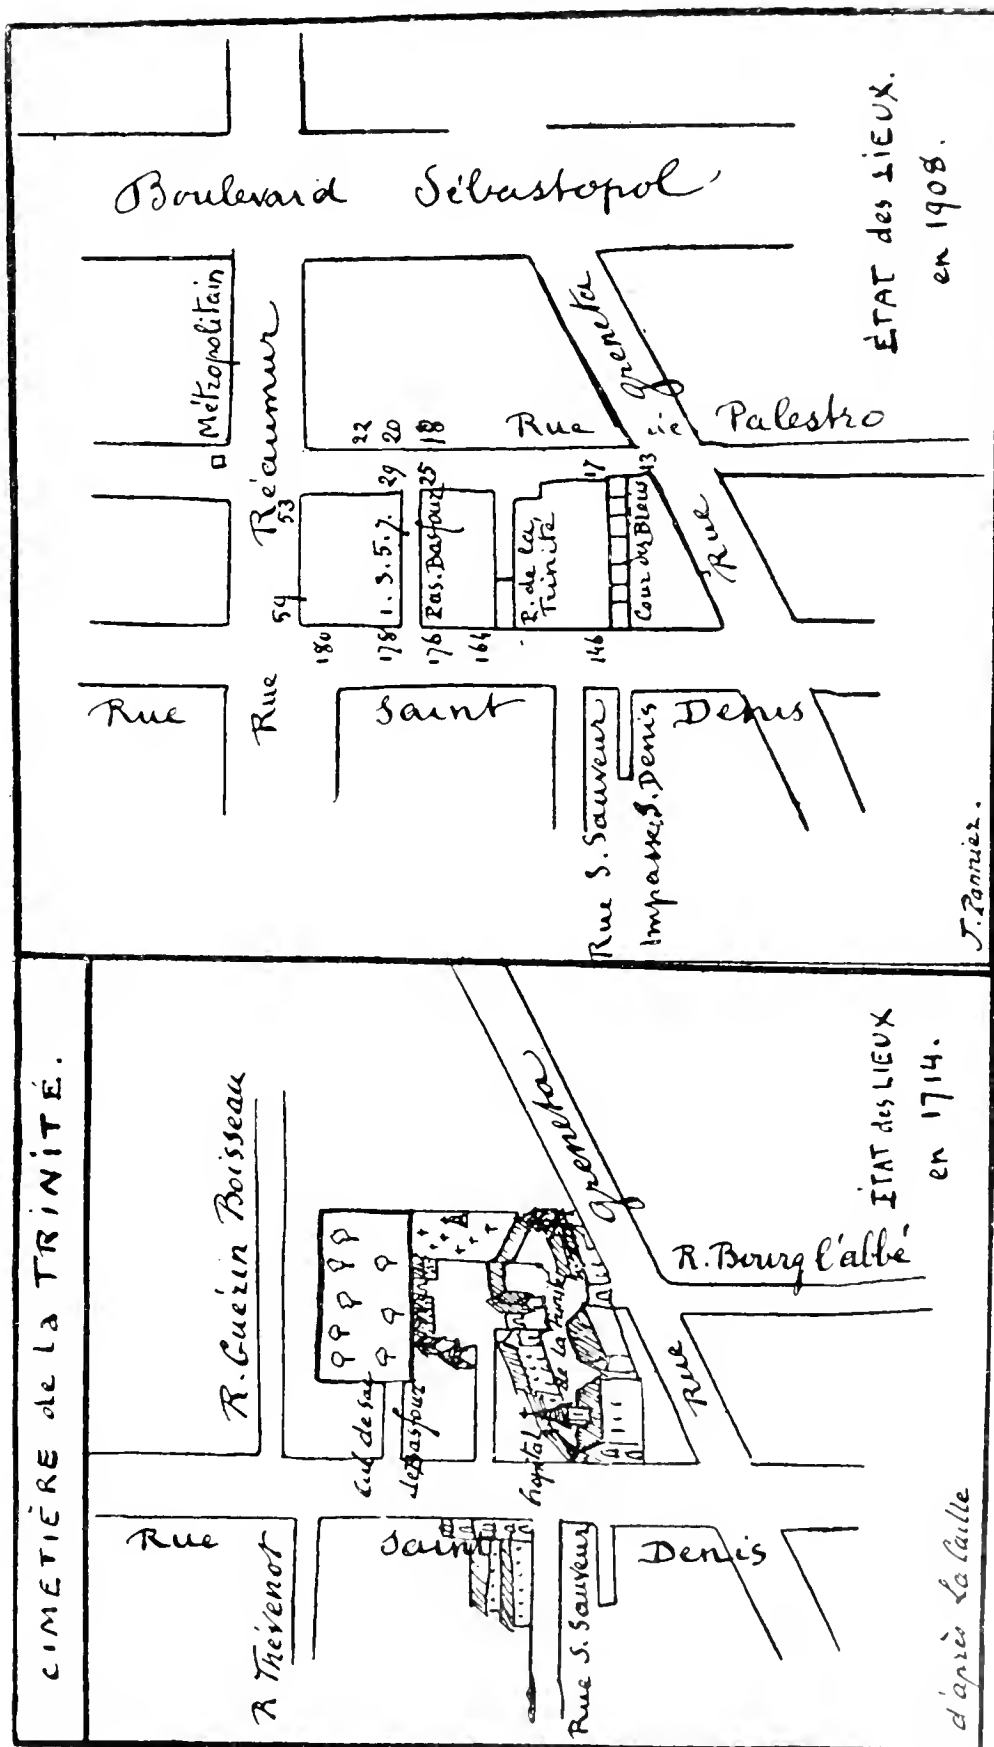 CIMETIÈRE de la TRINITÉ.
R. Guérin Boisseau
R Thévenot
Rue Saint Denis
Cul de sac
de Basfour
hopital de la Trinité
Rue Greneta
R. Bourg l'abbé
Rue S. Sauveur
ÉTAT des LIEUX
en 1714.
d'après La Caille
Boulevard Sébastopol
Métropolitain
Rue Réaumur
59
53
22
20
18
Rue Palestro
29
25
17
13
1. 3. 5. 7.
Pas. Basfour
R. de la
Trinité
Cour des Bleus
180
178
176
164
146
Rue Greneta
Rue Saint Denis
Rue S. Sauveur
Impasse S. Denis
ÉTAT des LIEUX.
en 1908.
J. Pannier.